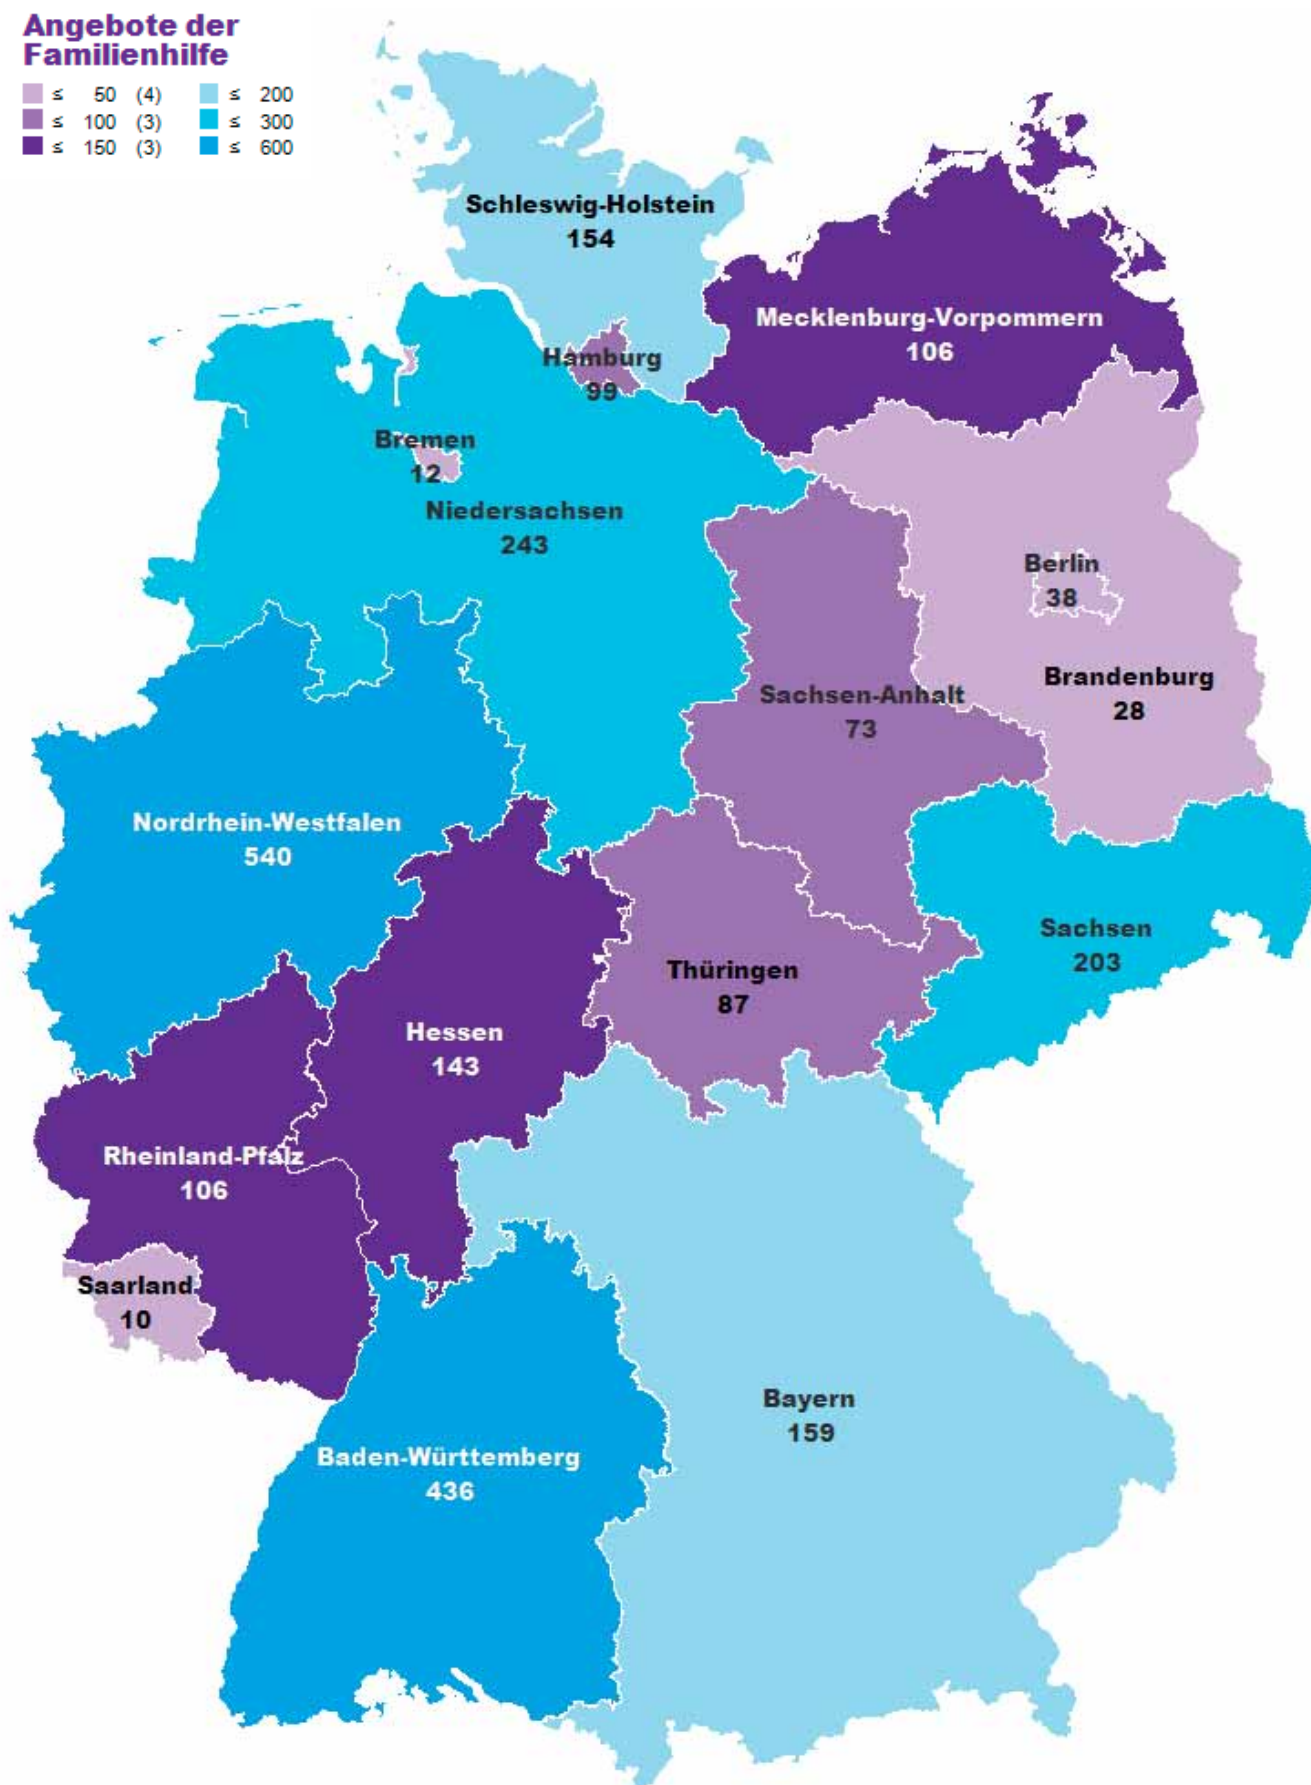 Angebote der
Familienhilfe
≤ 50 (4) ≤ 200
≤ 100 (3) ≤ 300
≤ 150 (3) ≤ 600
Schleswig-Holstein
154
Mecklenburg-Vorpommern
106
Hamburg
99
Bremen
12
Niedersachsen
243
Berlin
38
Brandenburg
28
Sachsen-Anhalt
73
Nordrhein-Westfalen
540
Sachsen
203
Thüringen
87
Hessen
143
Rheinland-Pfalz
106
Saarland
10
Bayern
159
Baden-Württemberg
436